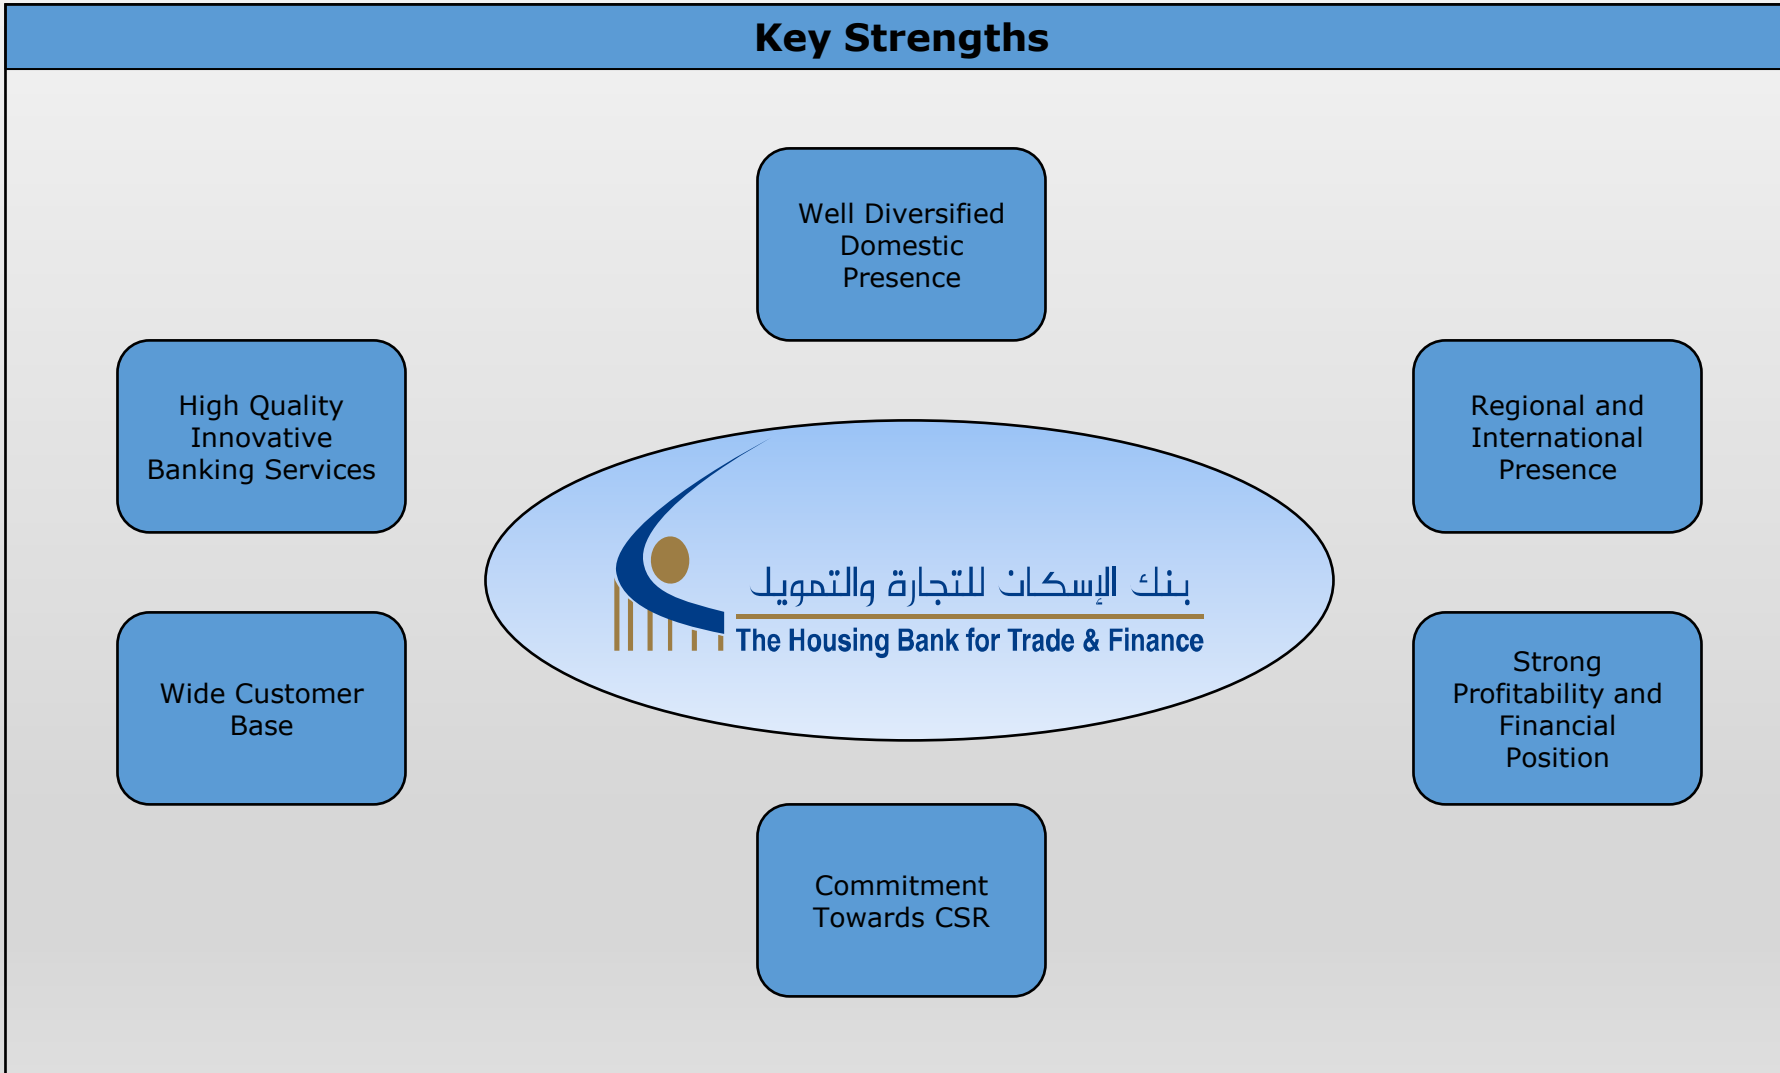 Key Strengths
Well Diversified
Domestic
Presence
High Quality
Innovative
Banking Services
Regional and
International
Presence
بنك الإسكان للتجارة والتمويل
The Housing Bank for Trade & Finance
Wide Customer
Base
Strong
Profitability and
Financial
Position
Commitment
Towards CSR